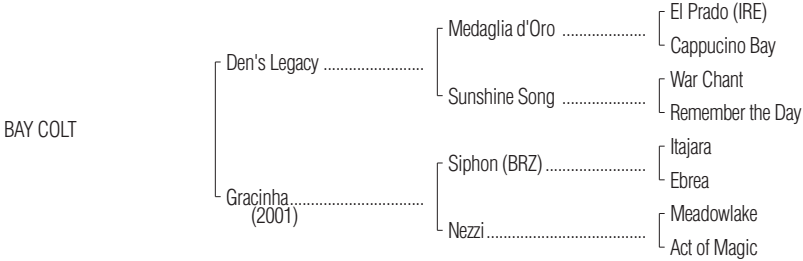 El Prado (IRE)
Medaglia d'Oro ....................
Cappucino Bay
Den's Legacy ........................
War Chant
Sunshine Song ....................
Remember the Day
BAY COLT
Itajara
Siphon (BRZ) ........................
Ebrea
Gracinha ................................
(2001)
Meadowlake
Nezzi ......................................
Act of Magic